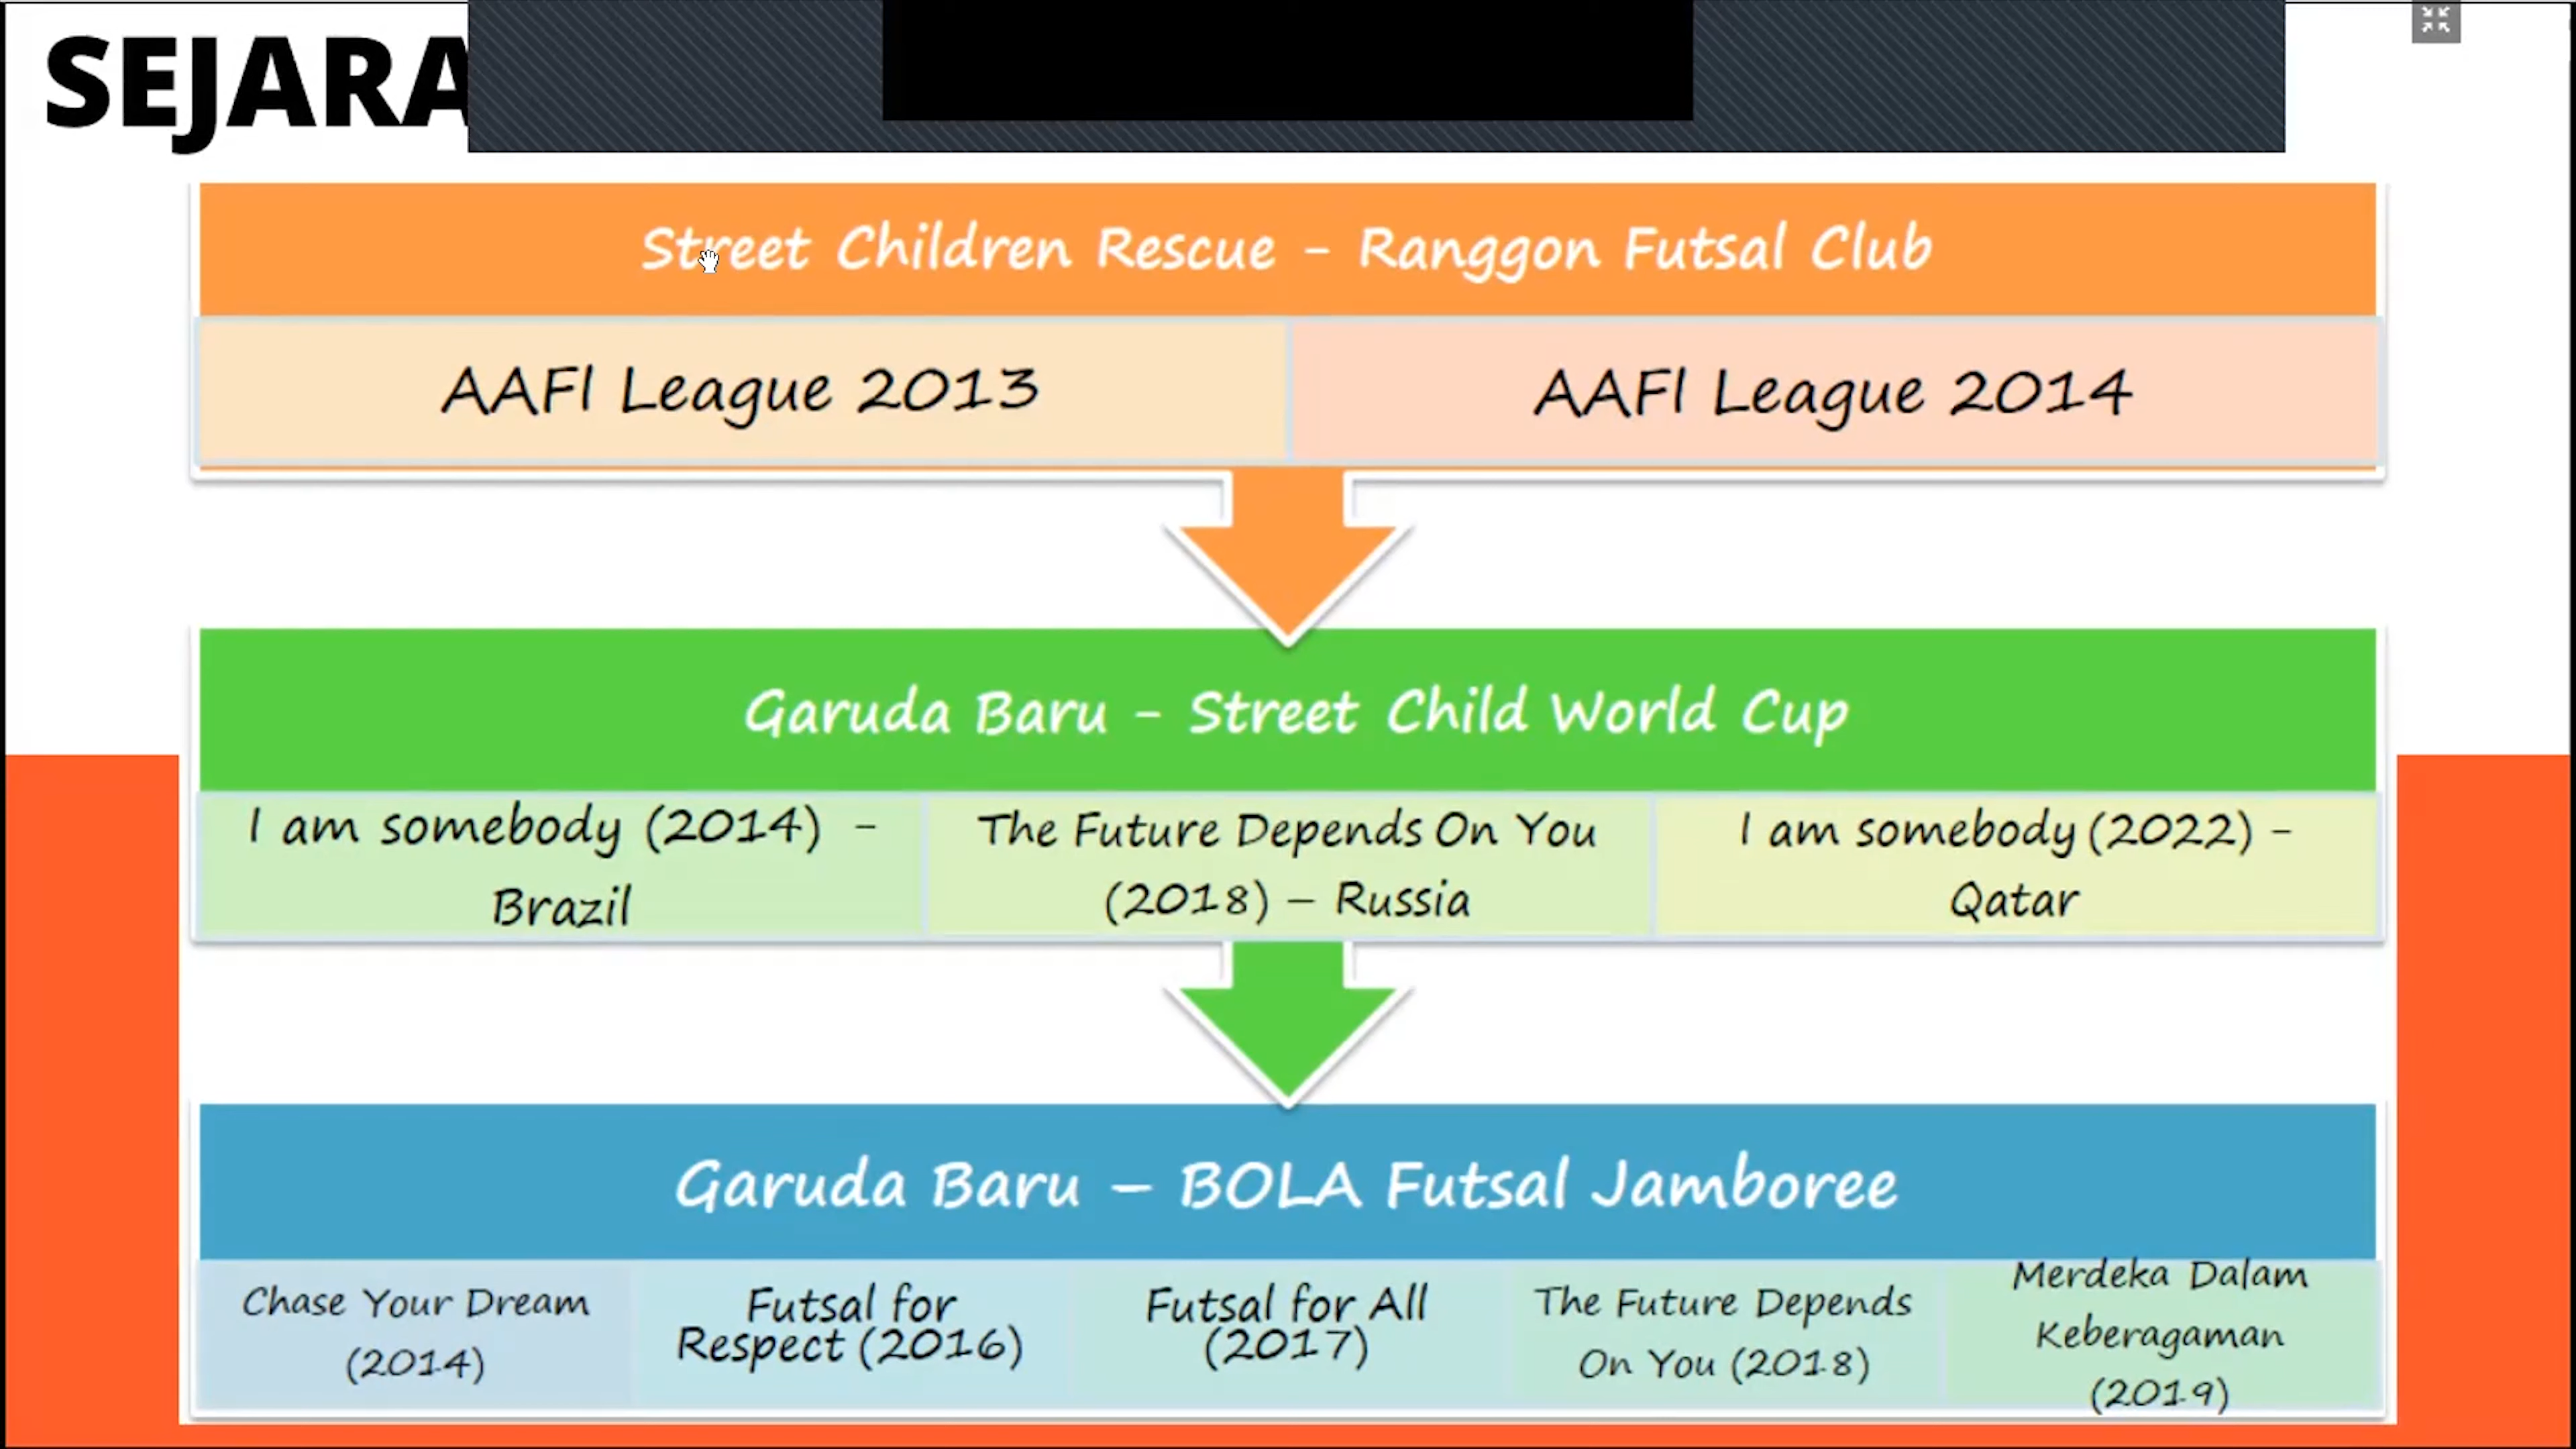 SEJARA
Street Children Rescue - Ranggon Futsal Club
AAFI League 2013
AAFI League 2014
Garuda Baru - Street Child World Cup
I am somebody (2014) -
Brazil
The Future Depends On You
(2018) – Russia
I am somebody (2022) -
Qatar
Garuda Baru – BOLA Futsal Jamboree
Chase Your Dream
(2014)
Futsal for
Respect (2016)
Futsal for All
(2017)
The Future Depends
On You (2018)
Merdeka Dalam
Keberagaman
(2019)